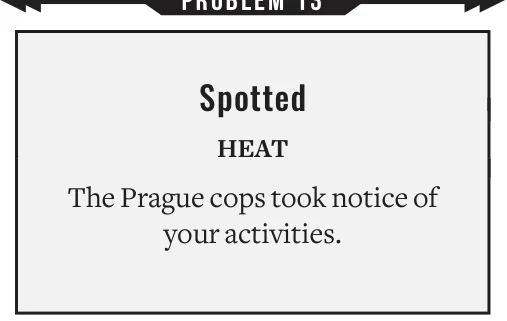 PROBLEM 13
Spotted
HEAT
The Prague cops took notice of
your activities.